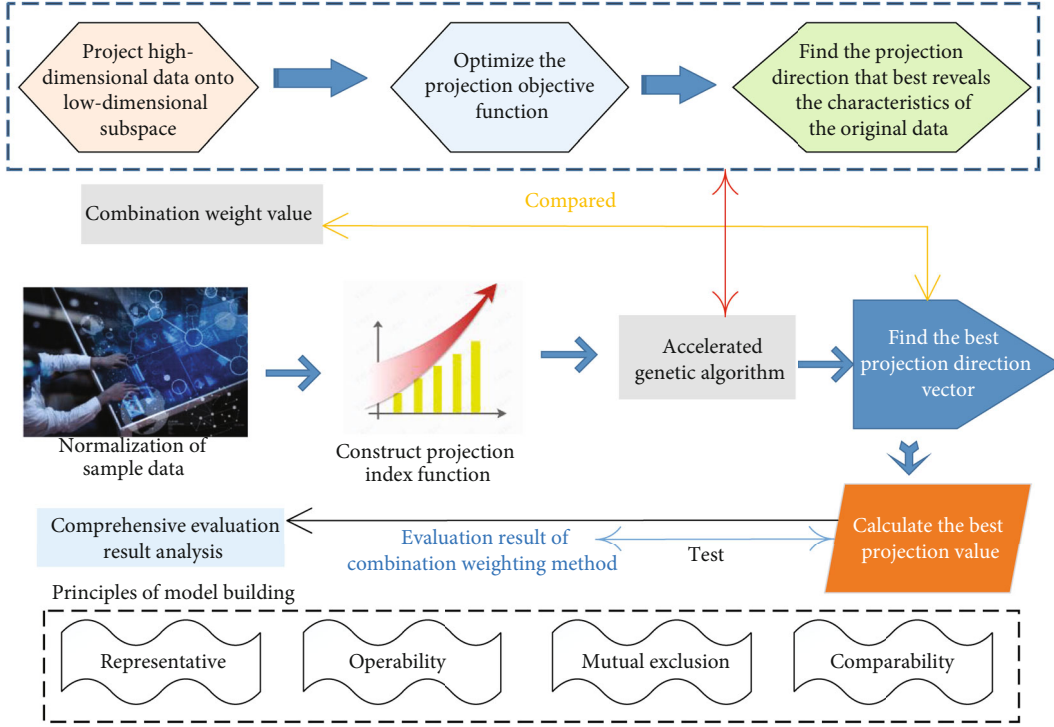 Project high-
dimensional data onto
low-dimensional
subspace
Optimize the
projection objective
function
Find the projection
direction that best reveals
the characteristics of
the original data
Combination weight value
Compared
Normalization of
sample data
Construct projection
index function
Accelerated
genetic algorithm
Find the best
projection direction
vector
Comprehensive evaluation
result analysis
Evaluation result of
combination weighting method
Test
Calculate the best
projection value
Principles of model building
Representative
Operability
Mutual exclusion
Comparability